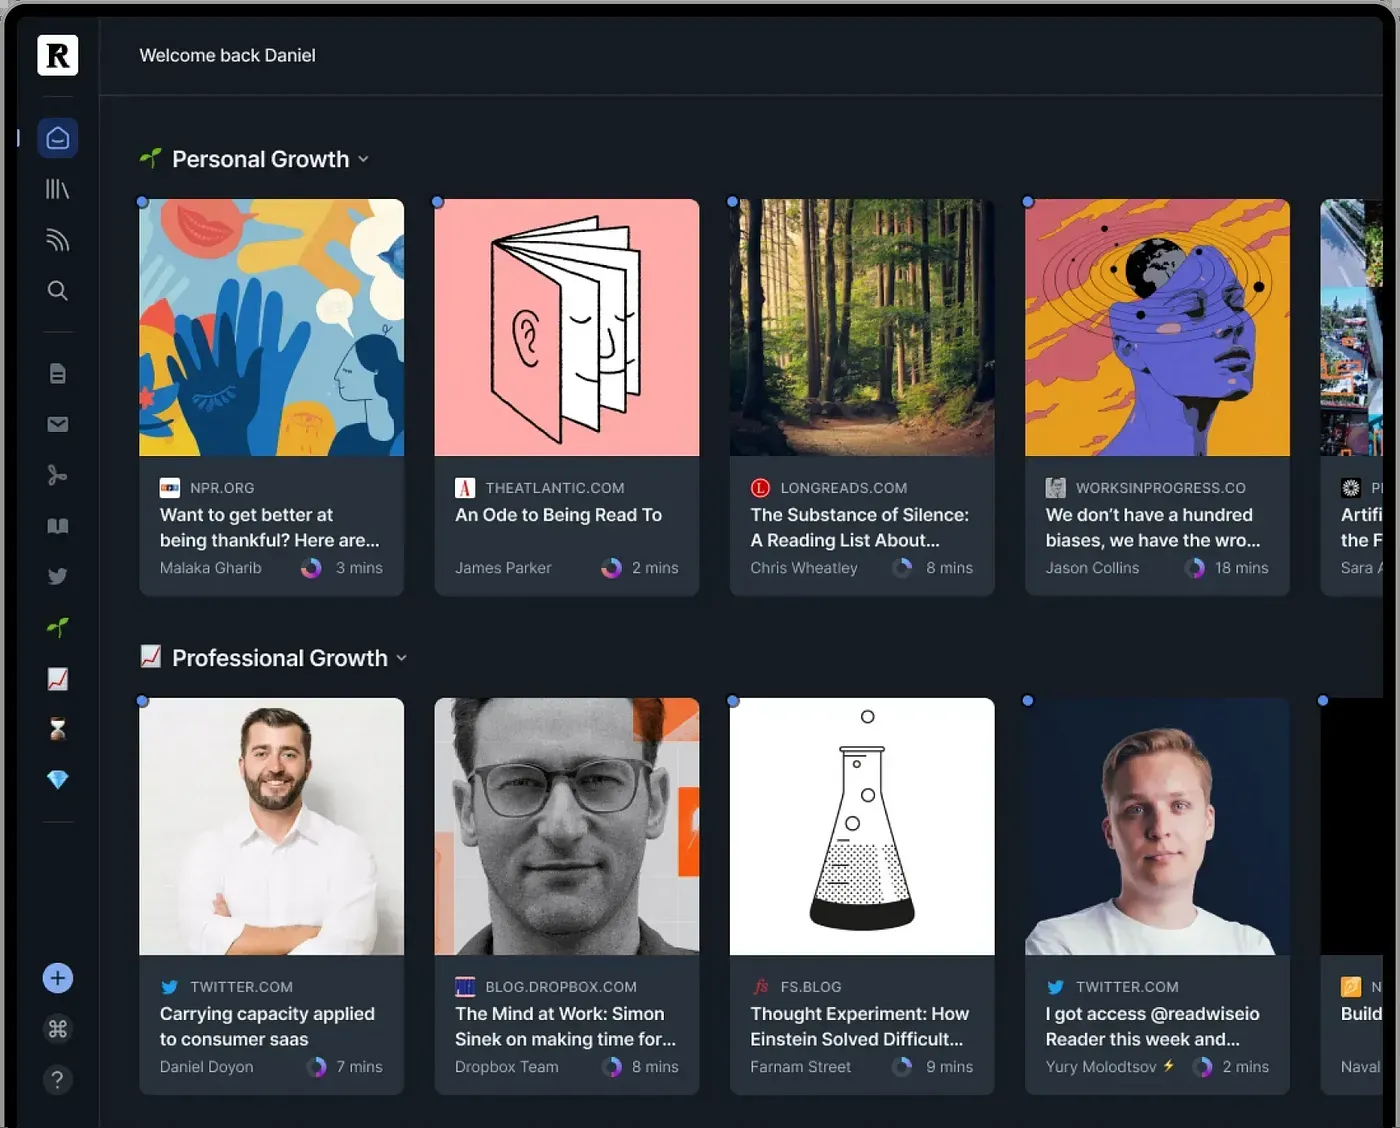 R
Welcome back Daniel
Personal Growth
NPR.ORG
Want to get better at
being thankful? Here are...
Malaka Gharib 3 mins
THEATLANTIC.COM
An Ode to Being Read To
James Parker 2 mins
LONGREADS.COM
The Substance of Silence:
A Reading List About...
Chris Wheatley 8 mins
WORKSINPROGRESS.CO
We don’t have a hundred
biases, we have the wro...
Jason Collins 18 mins
Artifi
the F
Sara A
Professional Growth
TWITTER.COM
Carrying capacity applied
to consumer saas
Daniel Doyon 7 mins
BLOG.DROPBOX.COM
The Mind at Work: Simon
Sinek on making time for...
Dropbox Team 8 mins
fs FS.BLOG
Thought Experiment: How
Einstein Solved Difficult...
Farnam Street 9 mins
TWITTER.COM
I got access @readwiseio
Reader this week and...
Yury Molodtsov ⚡ 2 mins
N
Build
Naval
?